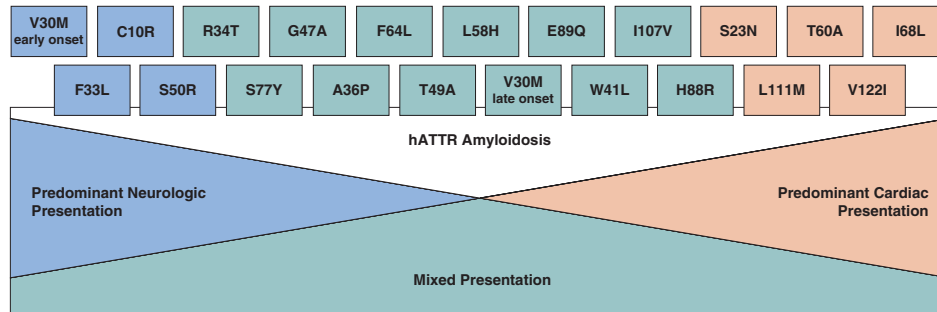 V30M
early onset
C10R
R34T
G47A
F64L
L58H
E89Q
I107V
S23N
T60A
I68L
F33L
S50R
S77Y
A36P
T49A
V30M
late onset
W41L
H88R
L111M
V122I
hATTR Amyloidosis
Predominant Neurologic
Presentation
Predominant Cardiac
Presentation
Mixed Presentation